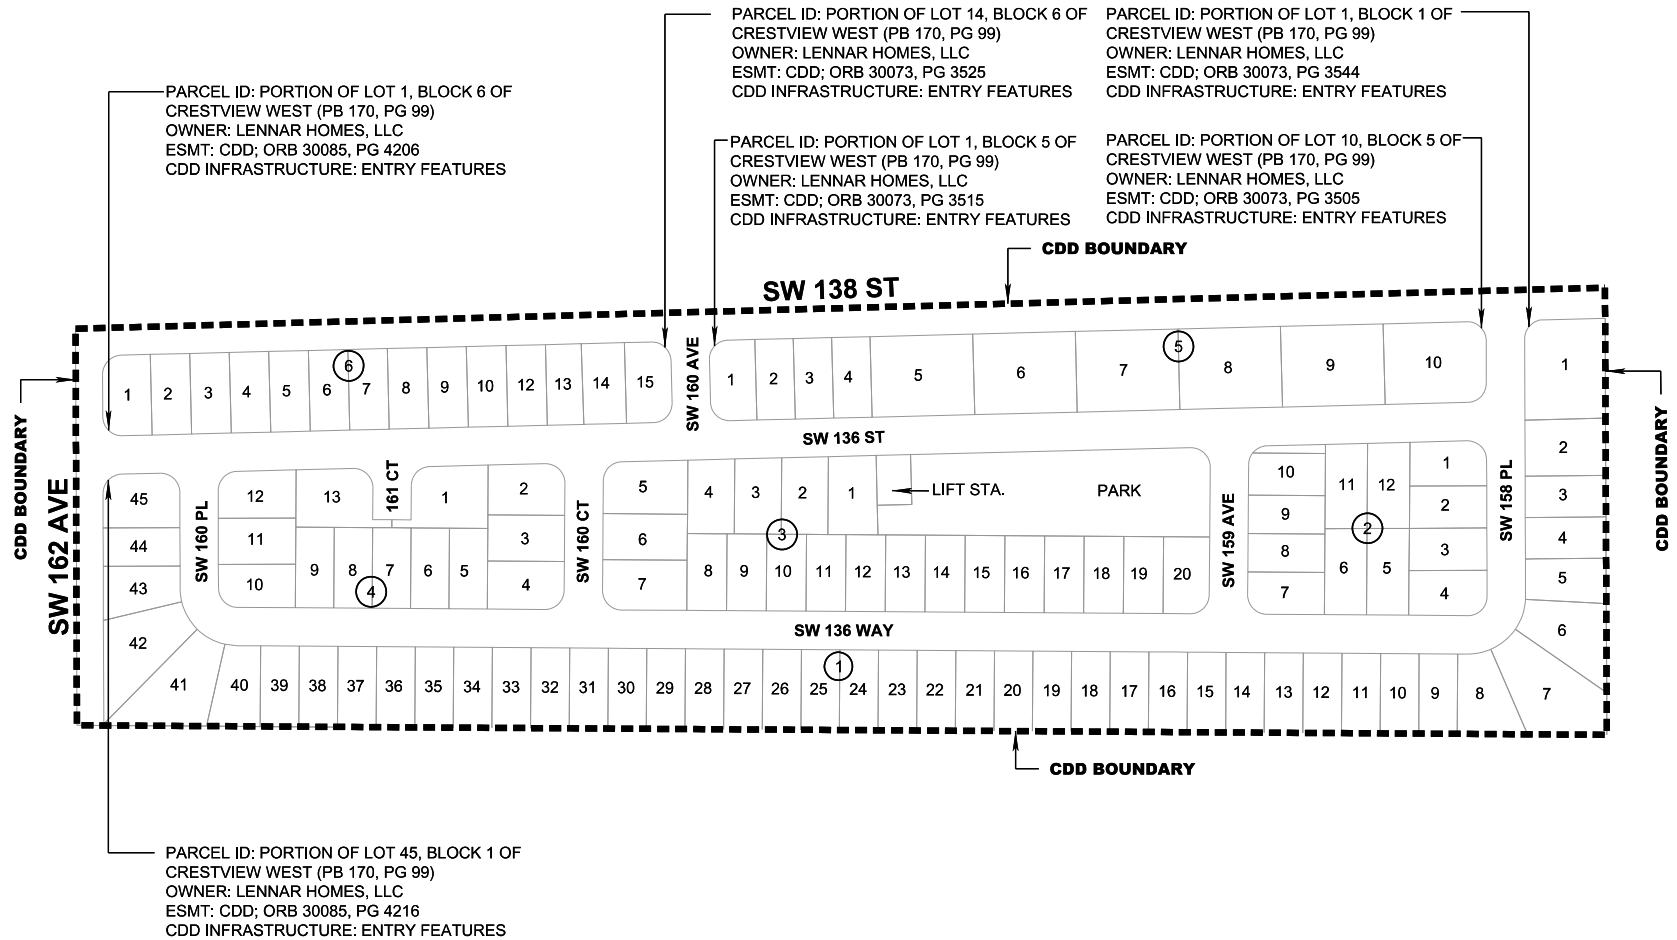 PARCEL ID: PORTION OF LOT 14, BLOCK 6 OF
CRESTVIEW WEST (PB 170, PG 99)
OWNER: LENNAR HOMES, LLC
ESMT: CDD; ORB 30073, PG 3525
CDD INFRASTRUCTURE: ENTRY FEATURES
PARCEL ID: PORTION OF LOT 1, BLOCK 1 OF
CRESTVIEW WEST (PB 170, PG 99)
OWNER: LENNAR HOMES, LLC
ESMT: CDD; ORB 30073, PG 3544
CDD INFRASTRUCTURE: ENTRY FEATURES
PARCEL ID: PORTION OF LOT 1, BLOCK 6 OF
CRESTVIEW WEST (PB 170, PG 99)
OWNER: LENNAR HOMES, LLC
ESMT: CDD; ORB 30085, PG 4206
CDD INFRASTRUCTURE: ENTRY FEATURES
PARCEL ID: PORTION OF LOT 1, BLOCK 5 OF
CRESTVIEW WEST (PB 170, PG 99)
OWNER: LENNAR HOMES, LLC
ESMT: CDD; ORB 30073, PG 3515
CDD INFRASTRUCTURE: ENTRY FEATURES
PARCEL ID: PORTION OF LOT 10, BLOCK 5 OF
CRESTVIEW WEST (PB 170, PG 99)
OWNER: LENNAR HOMES, LLC
ESMT: CDD; ORB 30073, PG 3505
CDD INFRASTRUCTURE: ENTRY FEATURES
CDD BOUNDARY
SW 138 ST
CDD BOUNDARY
SW 162 AVE
6
1 2 3 4 5 6 7 8 9 10 12 13 14 15
SW 160 AVE
5
1 2 3 4 5 6 7 8 9 10
1
2
3
4
5
6
7
CDD BOUNDARY
SW 136 ST
45
44
43
42
41
SW 160 PL
12
11
10
13
161 CT
1
2
3
4
9 8 7 6 5
4
SW 160 CT
5
6
7
4 3 2 1
LIFT STA.
PARK
3
8 9 10 11 12 13 14 15 16 17 18 19 20
SW 159 AVE
10
9
8
7
11 12
2
6 5
1
2
3
4
SW 158 PL
SW 136 WAY
1
40 39 38 37 36 35 34 33 32 31 30 29 28 27 26 25 24 23 22 21 20 19 18 17 16 15 14 13 12 11 10 9 8
CDD BOUNDARY
PARCEL ID: PORTION OF LOT 45, BLOCK 1 OF
CRESTVIEW WEST (PB 170, PG 99)
OWNER: LENNAR HOMES, LLC
ESMT: CDD; ORB 30085, PG 4216
CDD INFRASTRUCTURE: ENTRY FEATURES